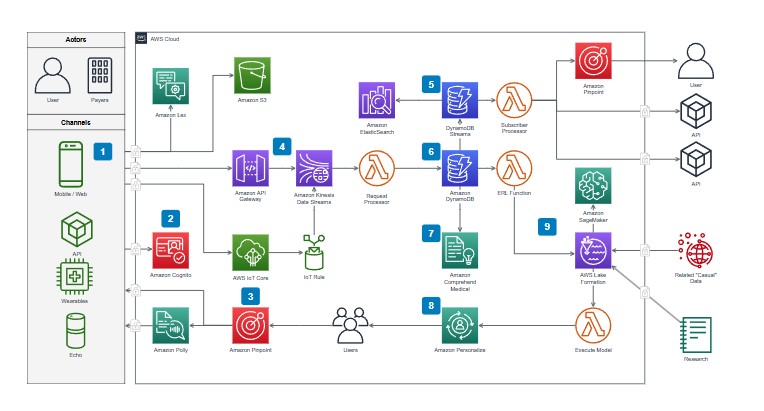 Actors
AWS Cloud
User
Payers
Channels
1
Mobile / Web
API
Wearables
Echo
Amazon Lex
Amazon S3
2
Amazon Cognito
Amazon API
Gateway
4
Amazon Kinesis
Data Streams
Request
Processor
AWS IoT Core
IoT Rule
3
Amazon Polly
Amazon Pinpoint
Users
Amazon
ElasticSearch
5
DynamoDB
Streams
Subscriber
Processor
6
Amazon
DynamoDB
ERL Function
7
Amazon
Comprehend
Medical
8
Amazon Personalize
Amazon
Pinpoint
Amazon
SageMaker
9
AWS Lake
Formation
Execute Model
User
API
API
Related "Casual"
Data
Research